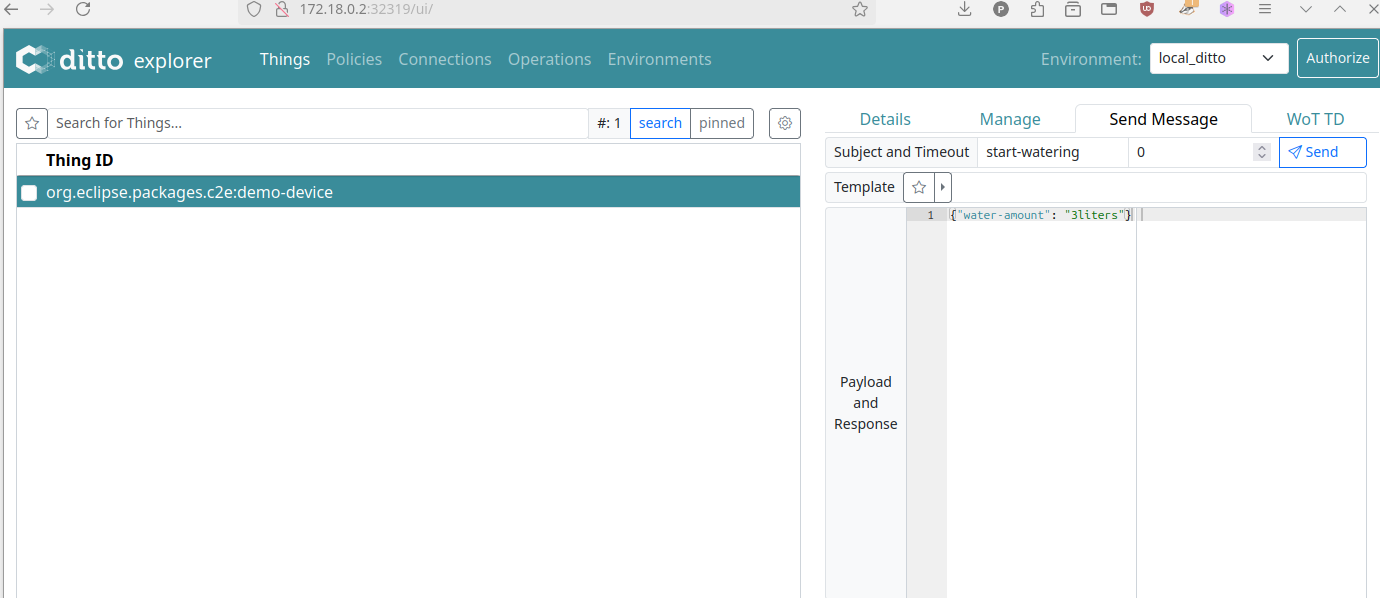 172.18.0.2:32319/ui/
ditto explorer Things Policies Connections Operations Environments Environment: local_ditto Authorize
Search for Things... #: 1 search pinned
Thing ID
org.eclipse.packages.c2e:demo-device
Details Manage Send Message WoT TD
Subject and Timeout start-watering 0 Send
Template
1 {"water-amount": "3liters"}
Payload
and
Response